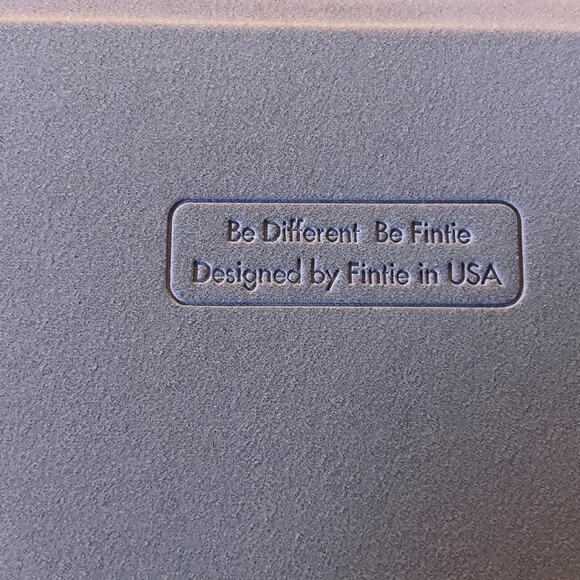 Be Different Be Fintie
Designed by Fintie in USA